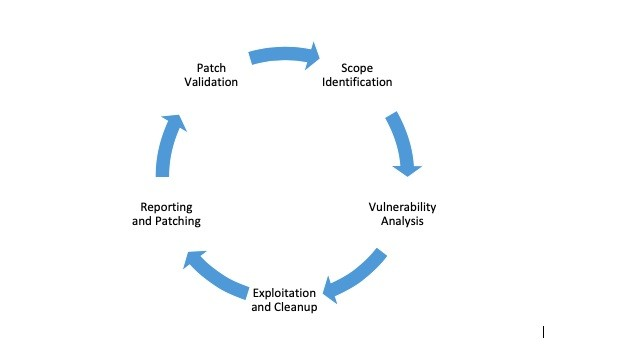 Patch
Validation
Scope
Identification
Vulnerability
Analysis
Exploitation
and Cleanup
Reporting
and Patching